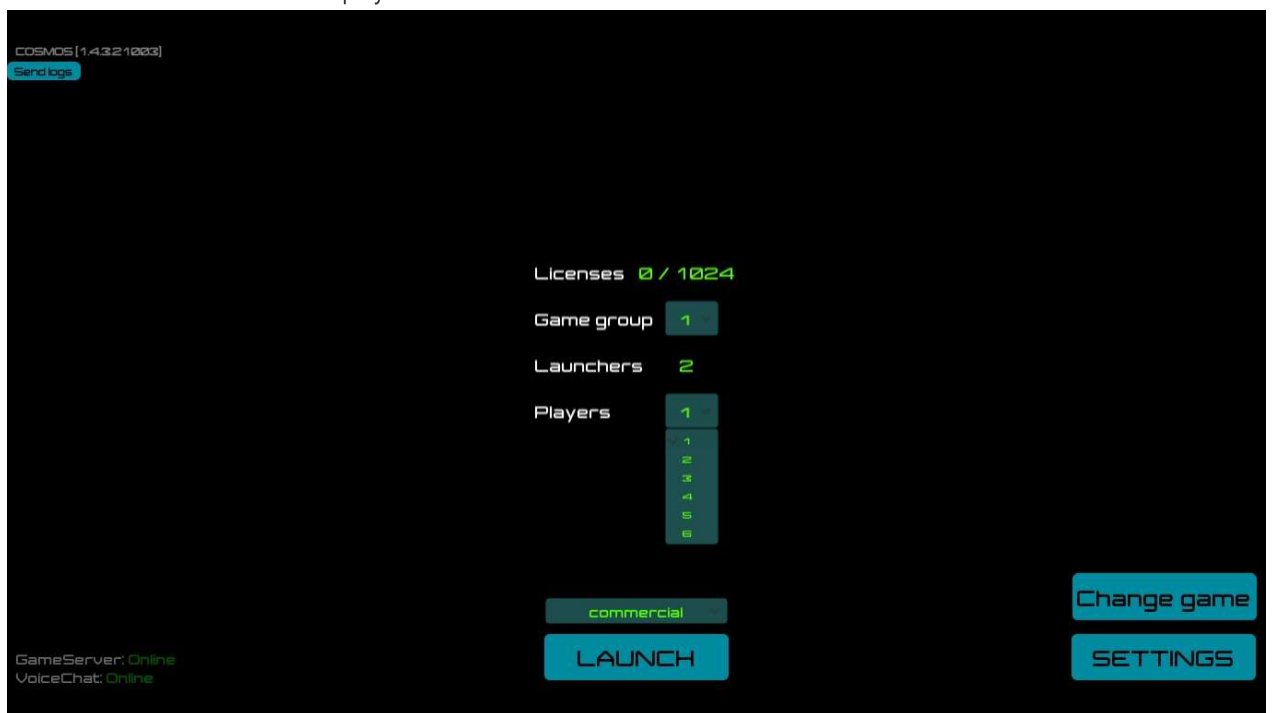 COSMOS [1.4.3.21003]
Send logs
Licenses 0 / 1024
Game group 1
Launchers 2
Players 1
1
2
3
4
5
6
commercial
LAUNCH
Change game
SETTINGS
GameServer: Online
VoiceChat: Online